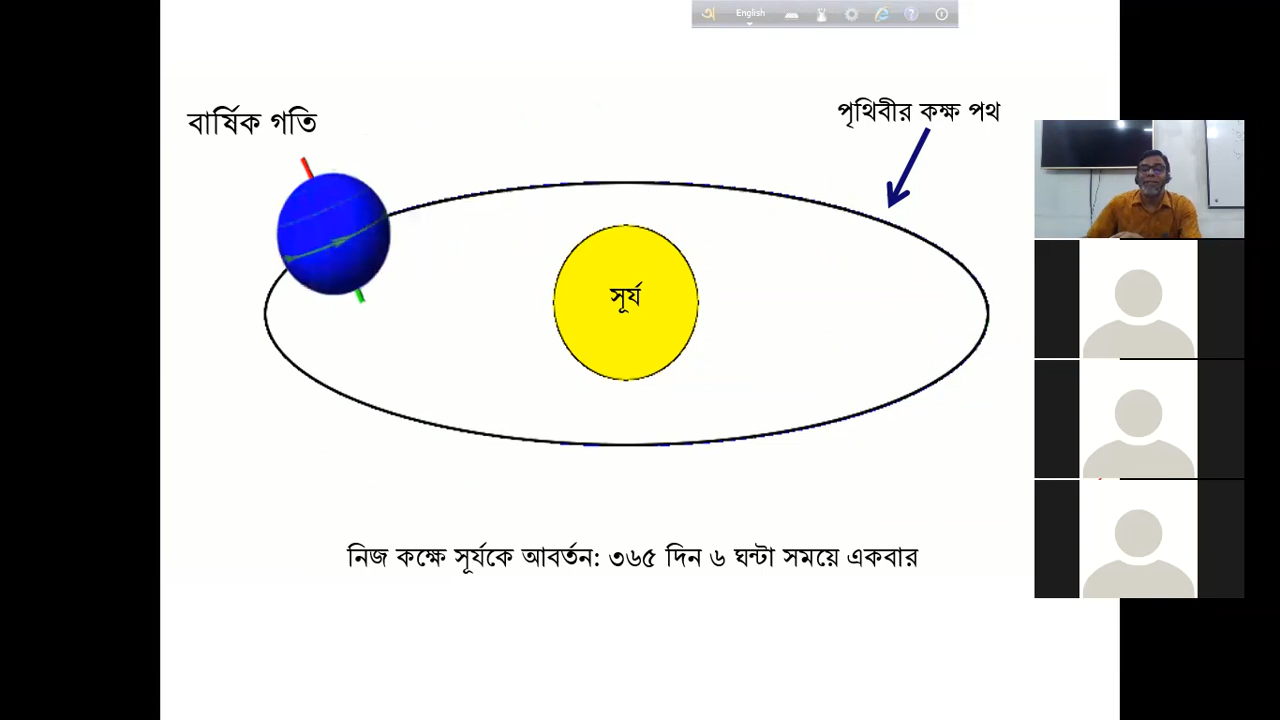 English
বার্ষিক গতি
পৃথিবীর কক্ষ পথ
সূর্য
নিজ কক্ষে সূর্যকে আবর্তন: ৩৬৫ দিন ৬ ঘন্টা সময়ে একবার